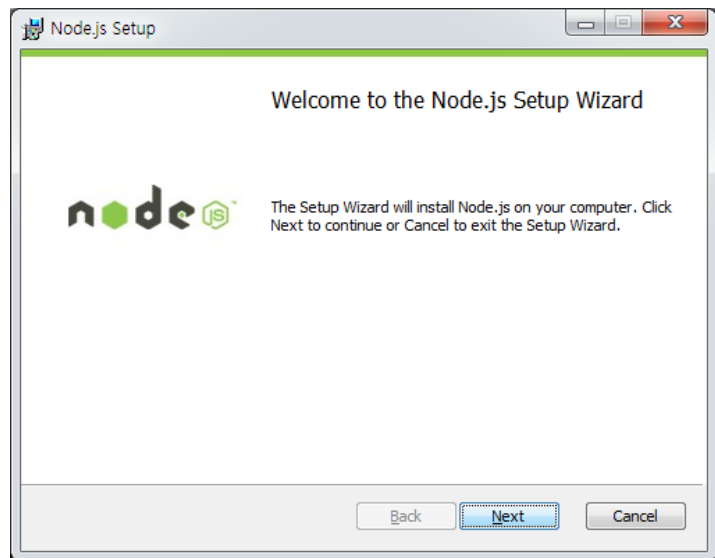 Node.js Setup
Welcome to the Node.js Setup Wizard
node JS™
The Setup Wizard will install Node.js on your computer. Click
Next to continue or Cancel to exit the Setup Wizard.
Back Next Cancel